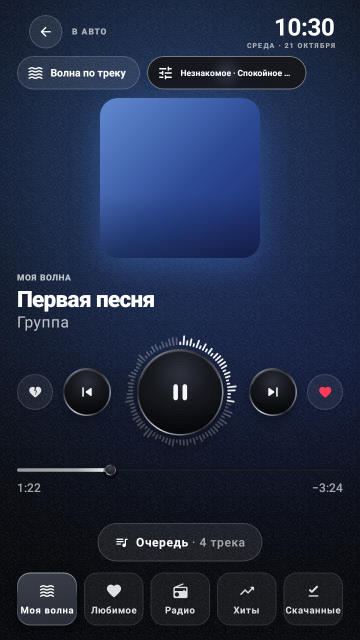 В АВТО
10:30
СРЕДА · 21 ОКТЯБРЯ
Волна по треку
Незнакомое · Спокойное ...
МОЯ ВОЛНА
Первая песня
Группа
1:22
−3:24
Очередь · 4 трека
Моя волна
Любимое
Радио
Хиты
Скачанные